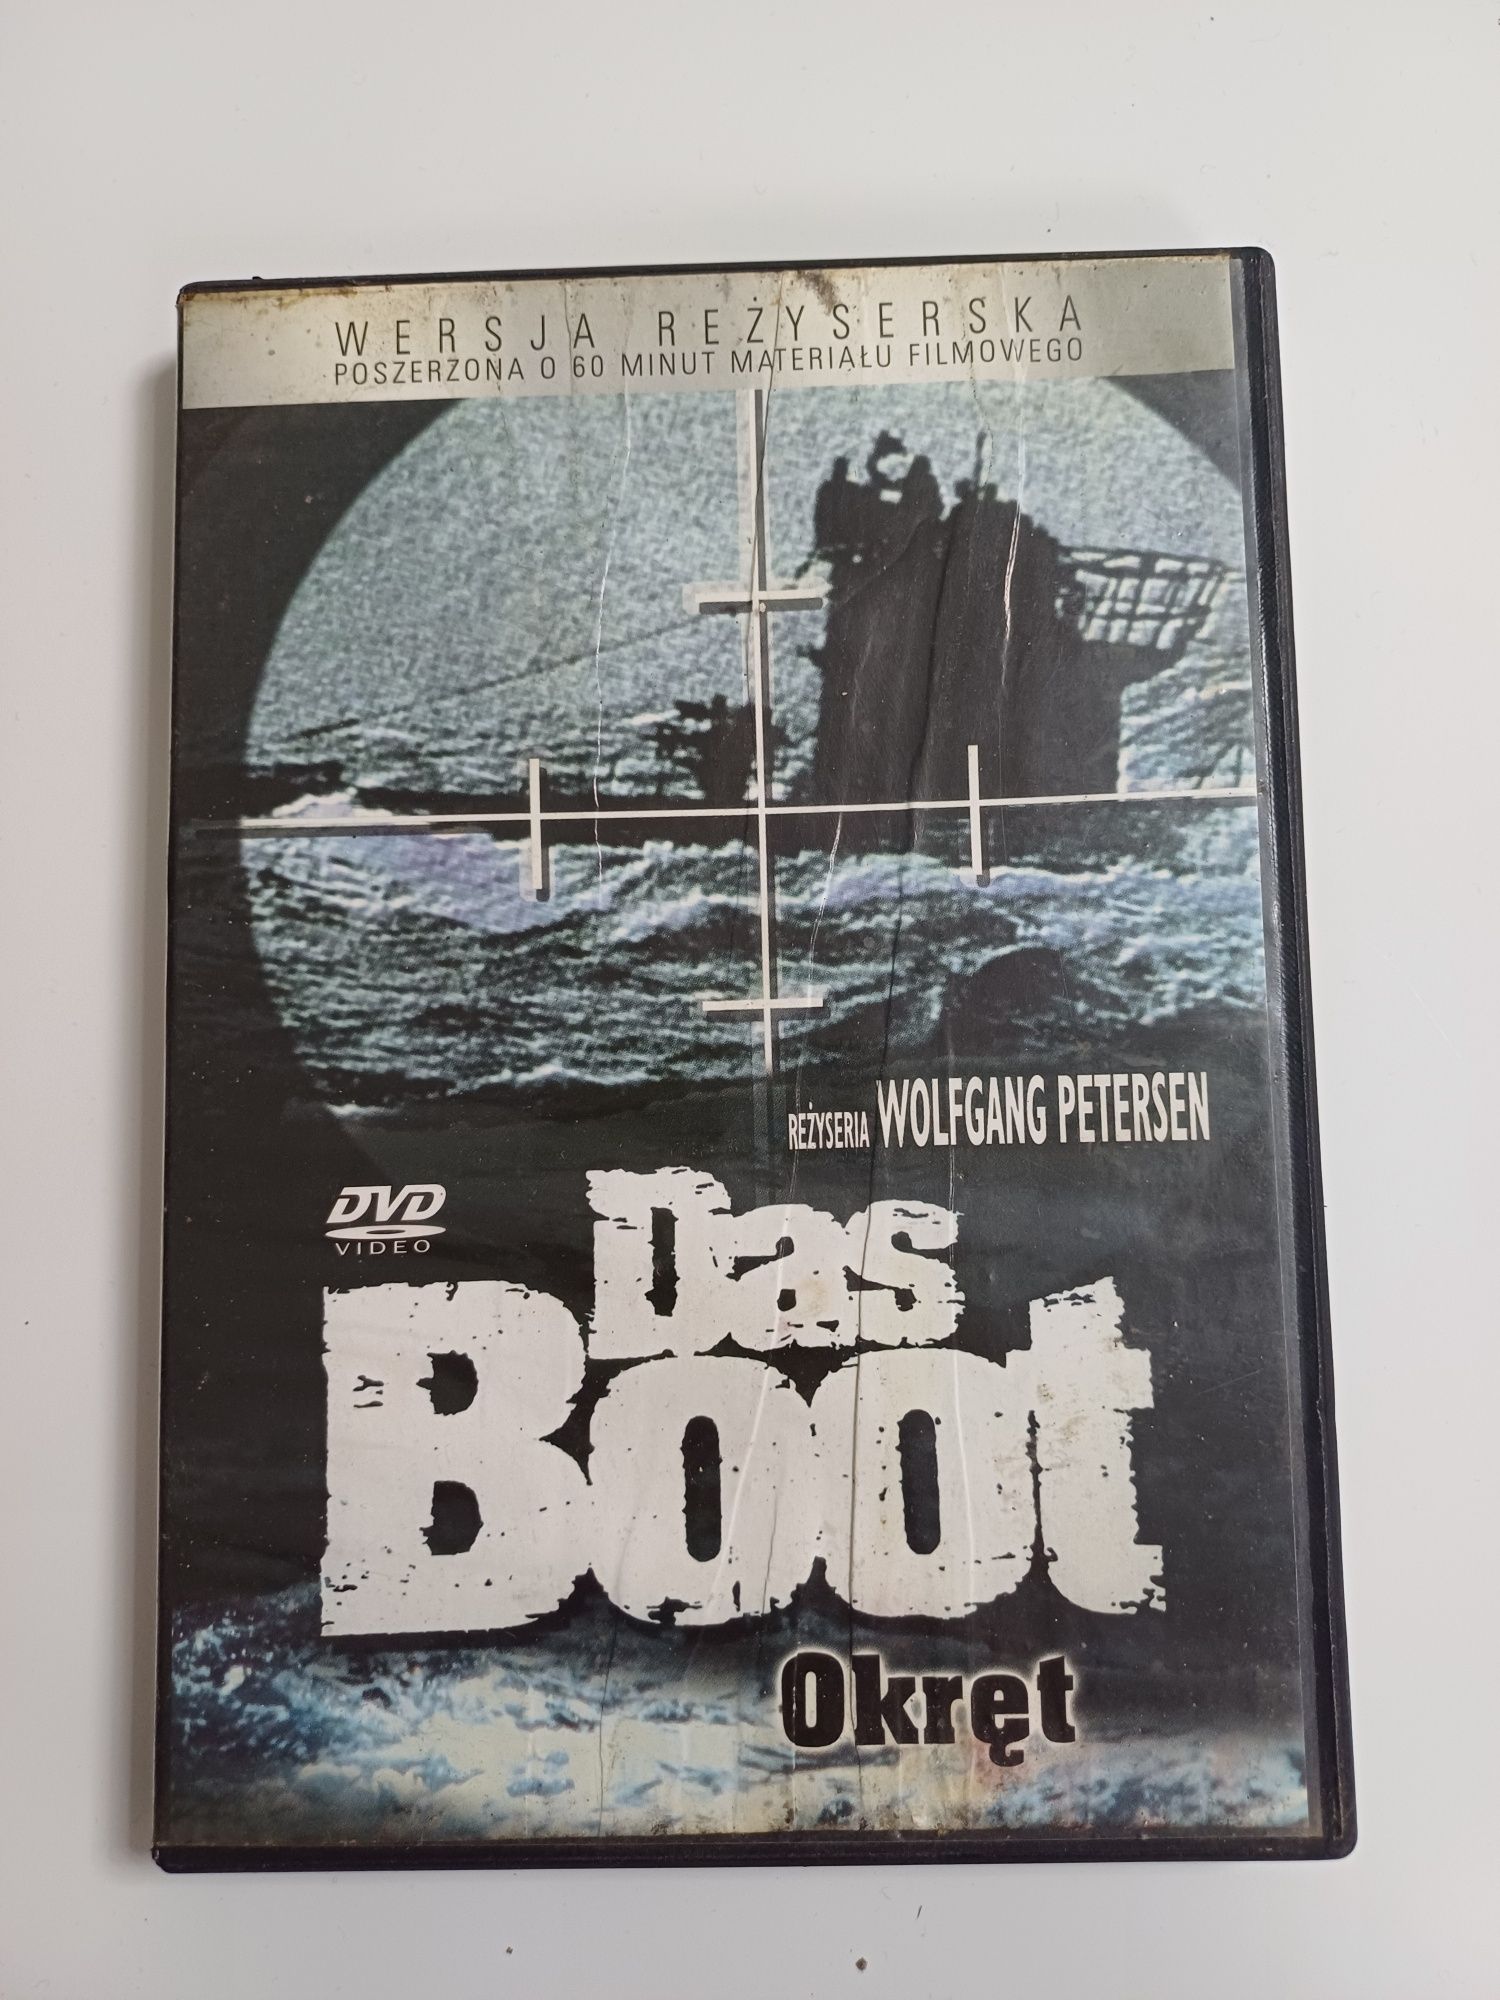 WERSJA REŻYSERSKA
POSZERZONA O 60 MINUT MATERIAŁU FILMOWEGO
REŻYSERIA WOLFGANG PETERSEN
DVD
VIDEO
Das
Boot
Okręt